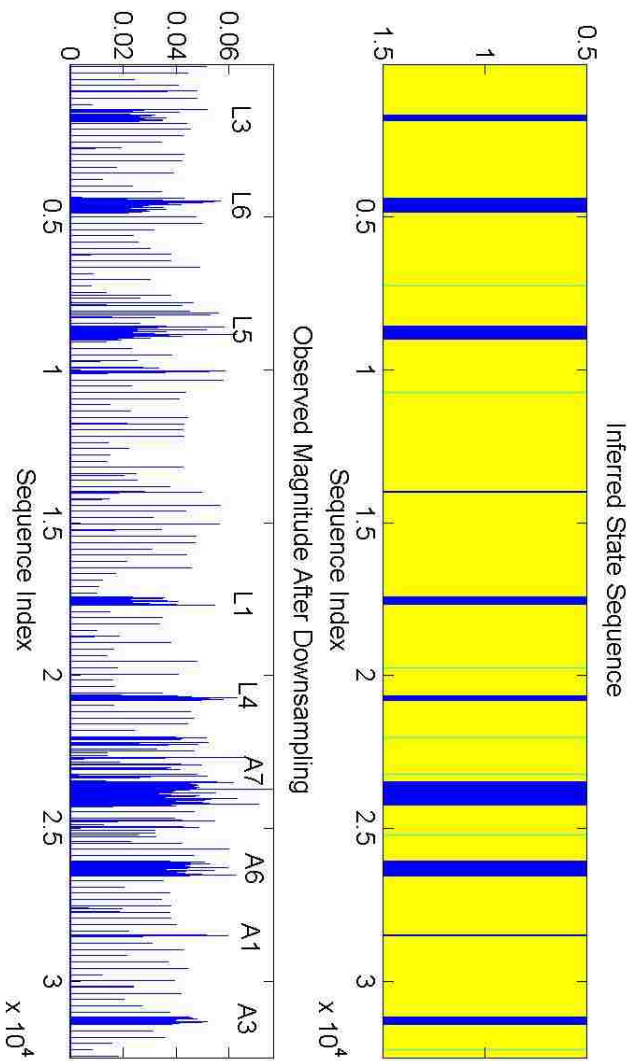 Inferred State Sequence
0.5
1
1.5
0.5 1 1.5 2 2.5 3
x 10^4
Sequence Index
Observed Magnitude After Downsampling
L3 L6 L5 L1 L4 A7 A6 A1 A3
0.06
0.04
0.02
0
0.5 1 1.5 2 2.5 3
x 10^4
Sequence Index